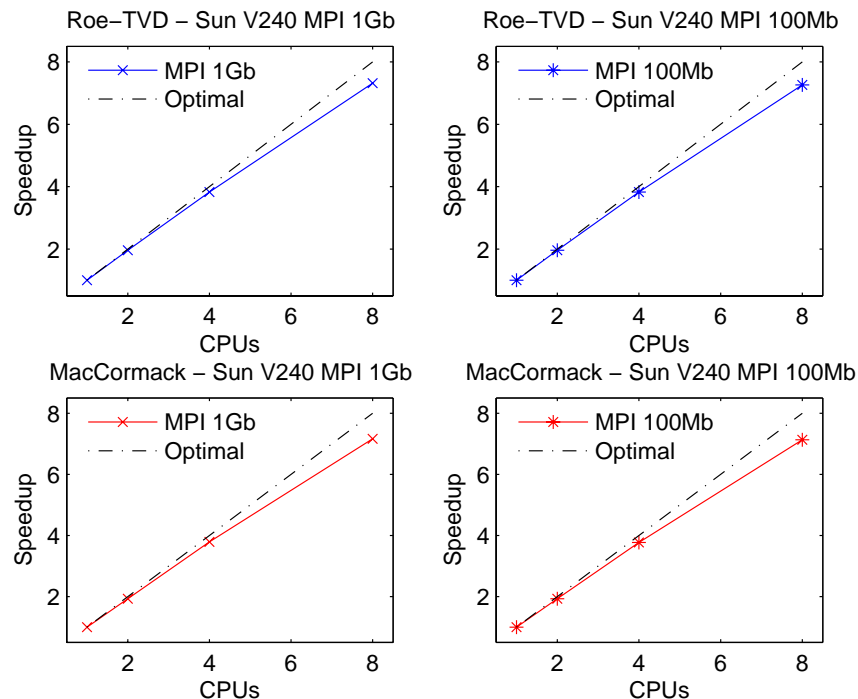 Roe−TVD − Sun V240 MPI 1Gb
8
6
4
2
Speedup
MPI 1Gb
Optimal
2 4 6 8
CPUs
Roe−TVD − Sun V240 MPI 100Mb
8
6
4
2
Speedup
MPI 100Mb
Optimal
2 4 6 8
CPUs
MacCormack − Sun V240 MPI 1Gb
8
6
4
2
Speedup
MPI 1Gb
Optimal
2 4 6 8
CPUs
MacCormack − Sun V240 MPI 100Mb
8
6
4
2
Speedup
MPI 100Mb
Optimal
2 4 6 8
CPUs